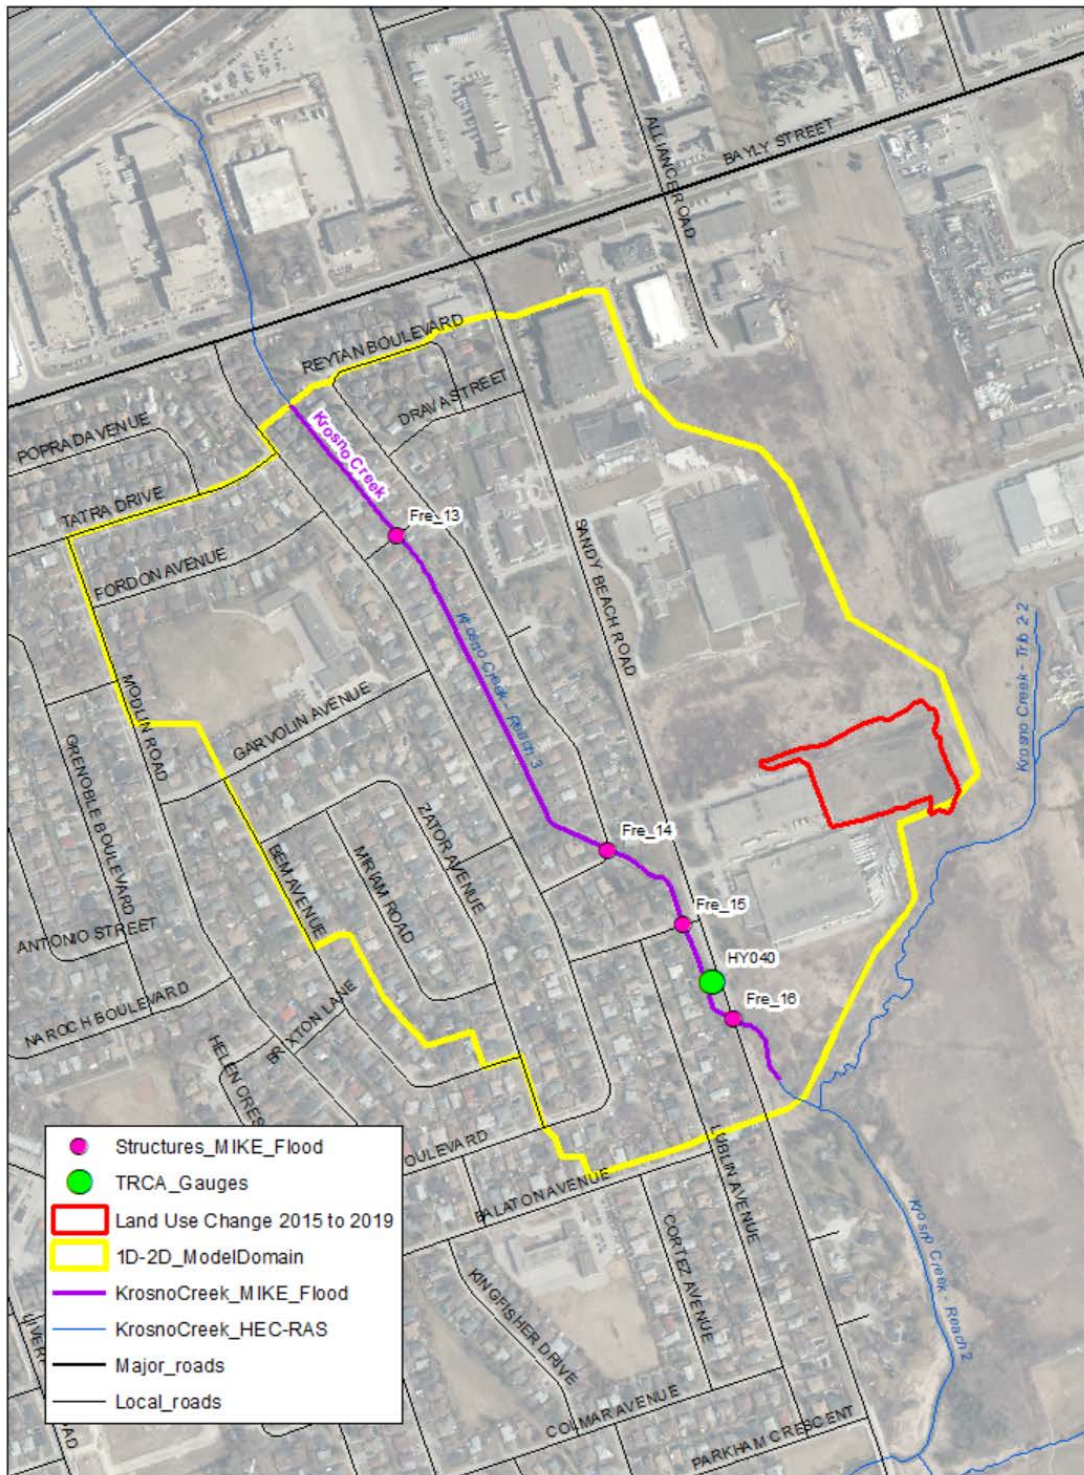 ALLIANCE ROAD
BAYLY STREET
REYTAN BOULEVARD
DRAVA STREET
POPRADAVENUE
Krosno Creek
TATRA DRIVE
Fre_13
FORDON AVENUE
SANDY BEACH ROAD
Krosno Creek - Reach 3
Krosno Creek - Trib 2-2
MODLIN ROAD
GARVOLIN AVENUE
GRENOBLE BOULEVARD
ZATOR AVENUE
MIRIAM ROAD
BEM AVENUE
Fre_14
Fre_15
ANTONIO STREET
HY040
NAROCH BOULEVARD
BRIXTON LANE
Fre_16
HELEN CRES
OULEVARD
LUBLIN AVENUE
BALATON AVENUE
CORTEZ AVENUE
Krosno Creek - Reach 2
KINGFISHER DRIVE
COLMAR AVENUE
PARKHAM CRESCENT
LIVER
OAD
Structures_MIKE_Flood
TRCA_Gauges
Land Use Change 2015 to 2019
1D-2D_ModelDomain
KrosnoCreek_MIKE_Flood
KrosnoCreek_HEC-RAS
Major_roads
Local_roads